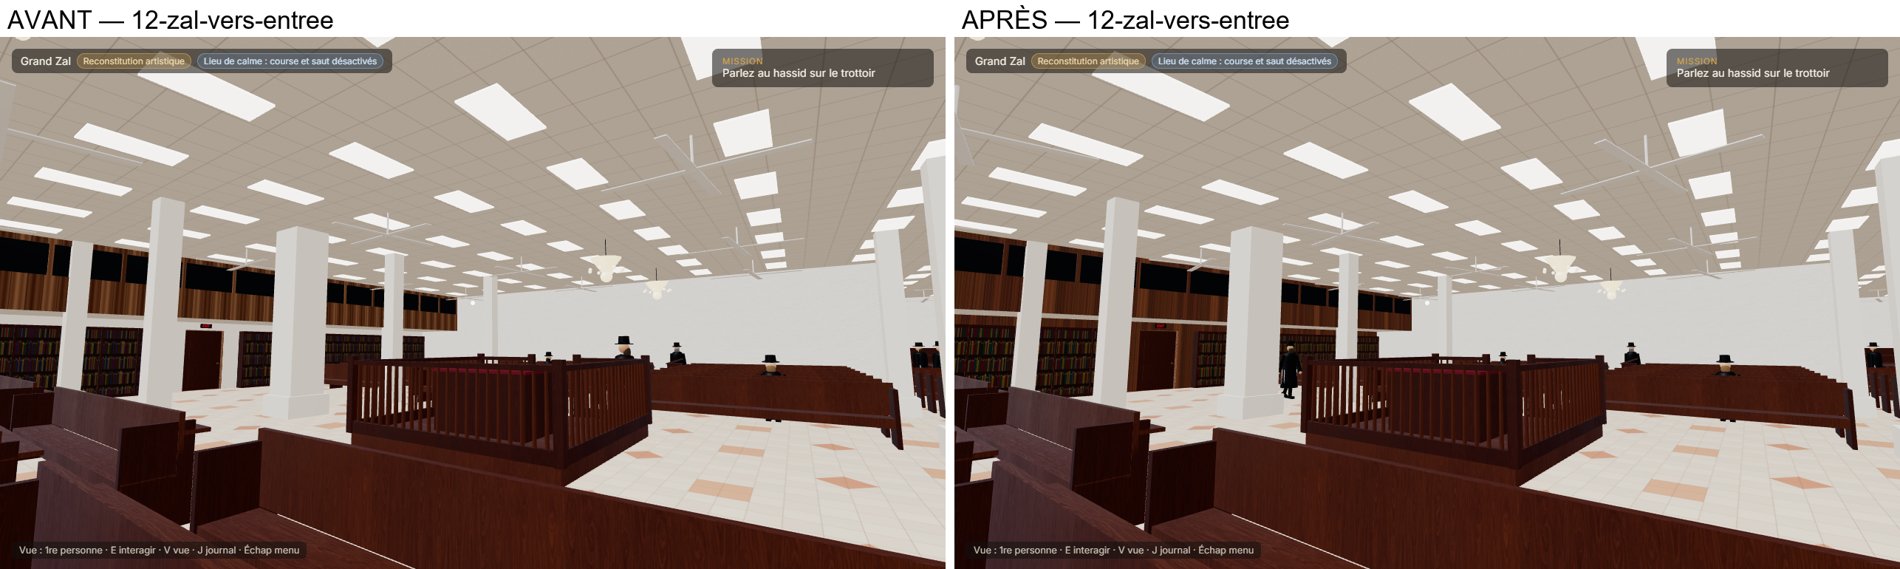 AVANT — 12-zal-vers-entree
Grand Zal Reconstitution artistique Lieu de calme : course et saut désactivés
MISSION
Parlez au hassid sur le trottoir
Vue : 1re personne · E interagir · V vue · J journal · Échap menu
APRÈS — 12-zal-vers-entree
Grand Zal Reconstitution artistique Lieu de calme : course et saut désactivés
MISSION
Parlez au hassid sur le trottoir
Vue : 1re personne · E interagir · V vue · J journal · Échap menu